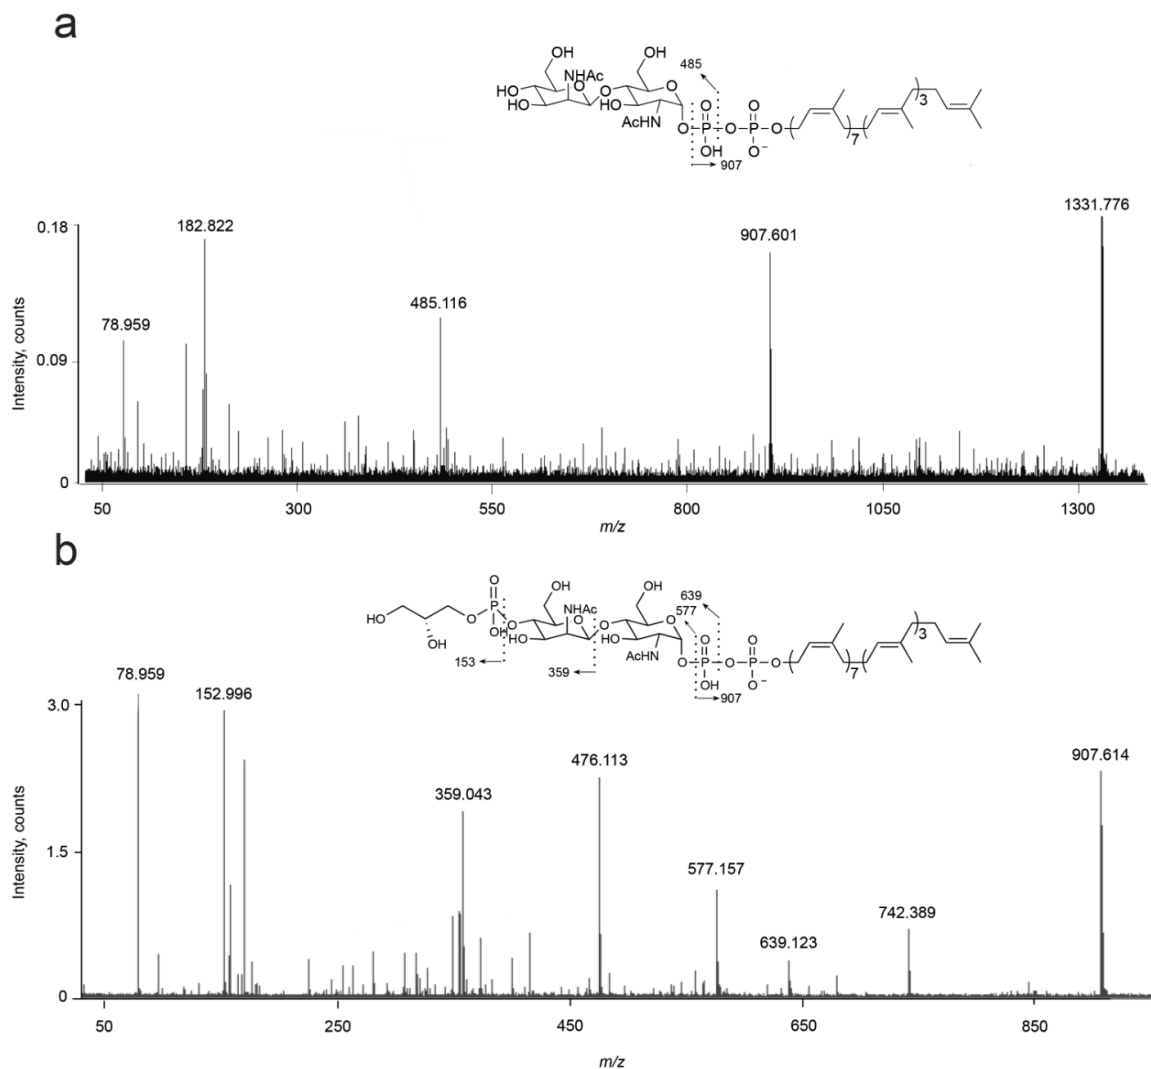 a
OH
HO
HO
NHAc
O
O
OH
HO
AcHN
O
O
485
O
P
OH
907
O
O
P
O⁻
O
7
3
0.18
182.822
1331.776
907.601
78.959
485.116
0.09
Intensity, counts
0
50 300 550 800 1050 1300
m/z
b
HO
OH
O
O
P
OH
O
OH
NHAc
HO
O
O
OH
HO
AcHN
O
O
639
577
O
P
OH
O
O
P
O⁻
O
7
3
153
359
907
78.959
152.996
3.0
476.113
907.614
359.043
1.5
577.157
742.389
639.123
Intensity, counts
0
50 250 450 650 850
m/z